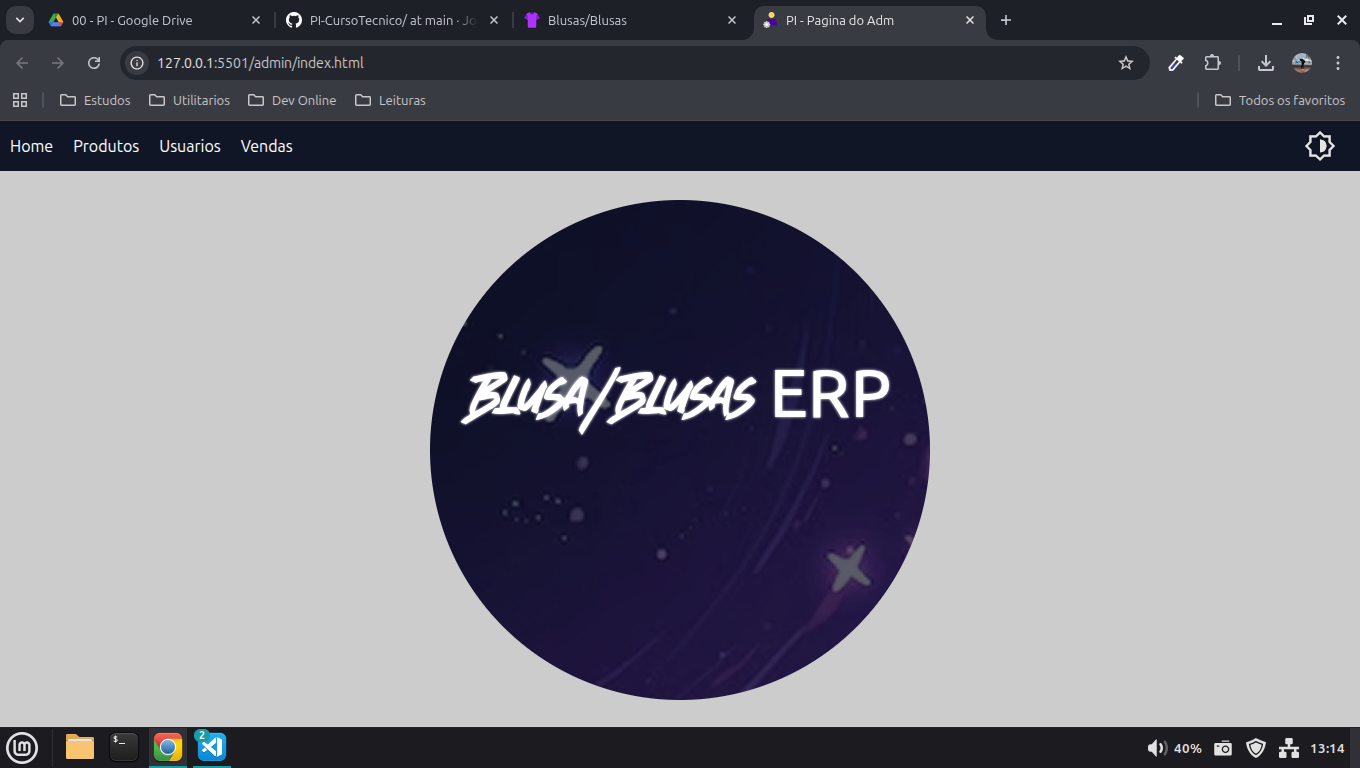 00 - PI - Google Drive
PI-CursoTecnico/ at main · Jo
Blusas/Blusas
PI - Pagina do Adm
127.0.0.1:5501/admin/index.html
Estudos
Utilitarios
Dev Online
Leituras
Todos os favoritos
Home
Produtos
Usuarios
Vendas
Blusa/Blusas ERP
$_
2
40%
13:14